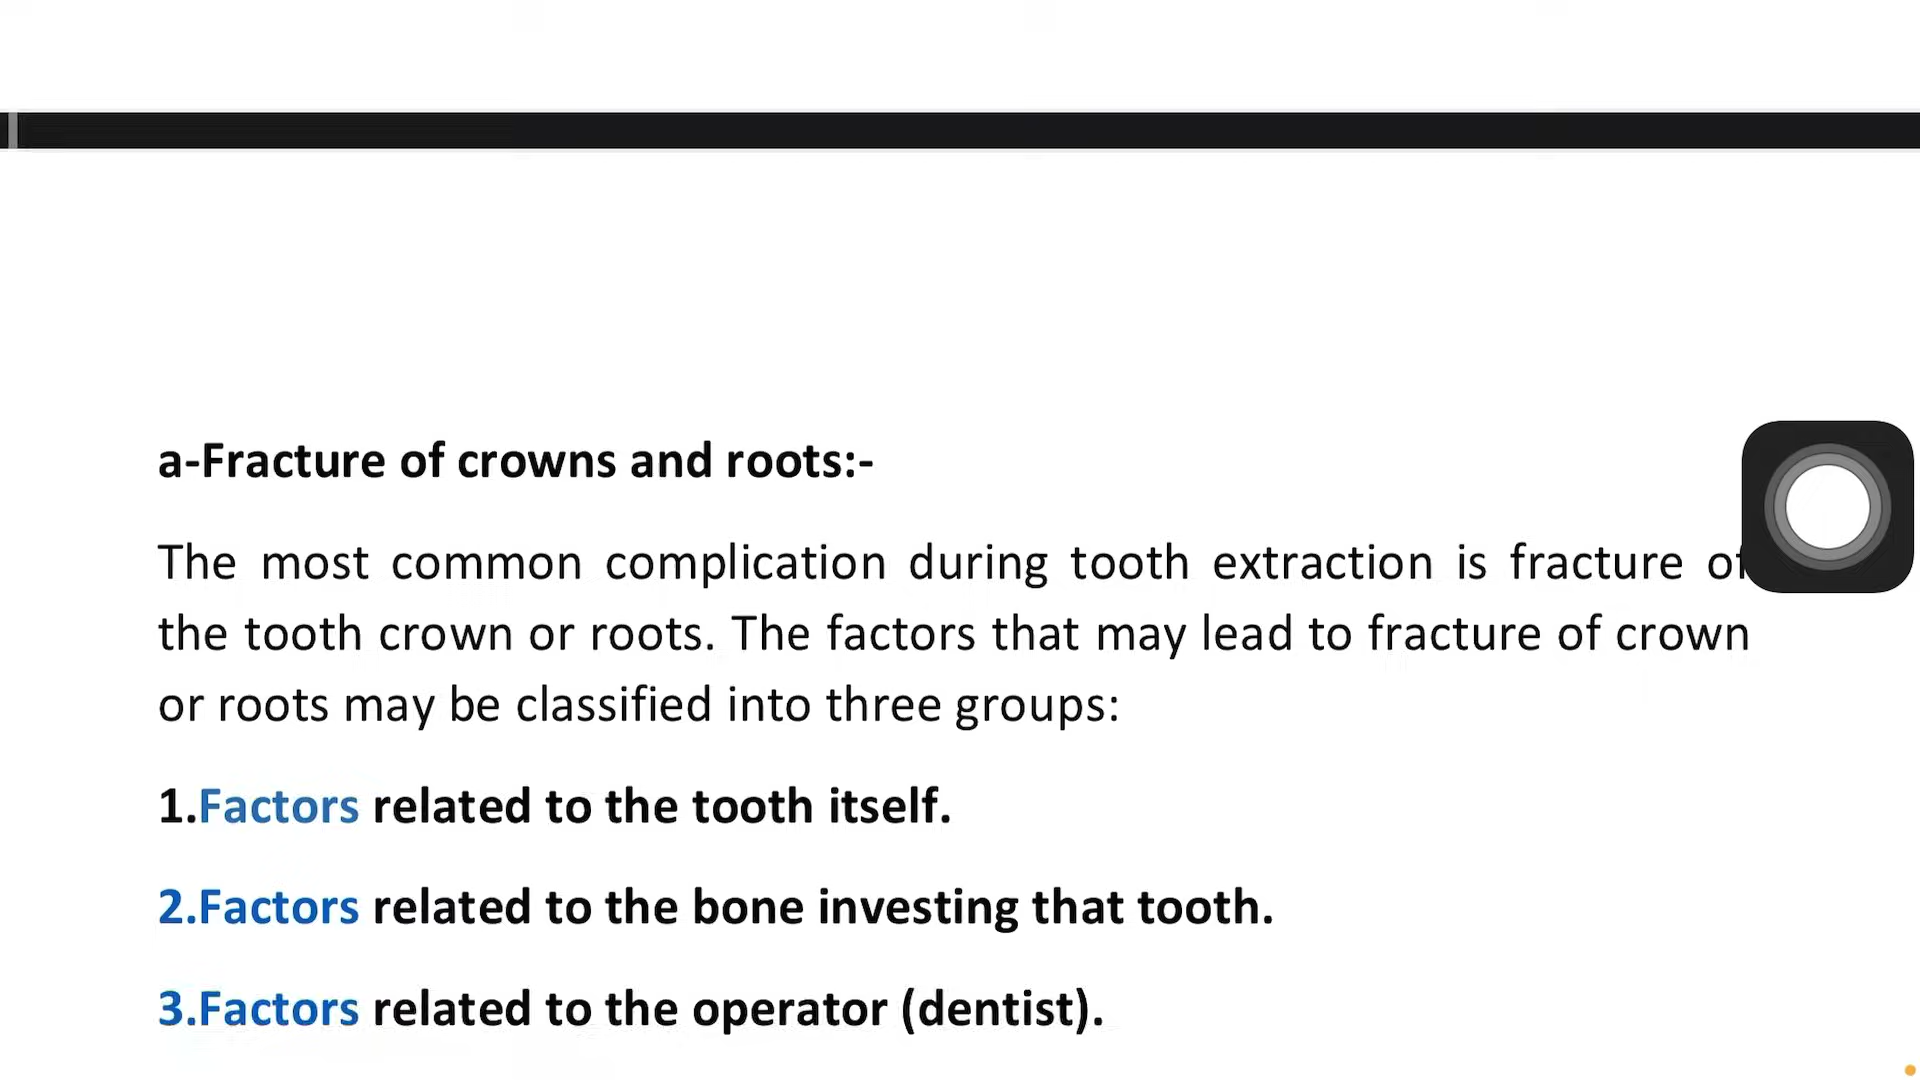 a-Fracture of crowns and roots:-
The most common complication during tooth extraction is fracture of
the tooth crown or roots. The factors that may lead to fracture of crown
or roots may be classified into three groups:
1.Factors related to the tooth itself.
2.Factors related to the bone investing that tooth.
3.Factors related to the operator (dentist).